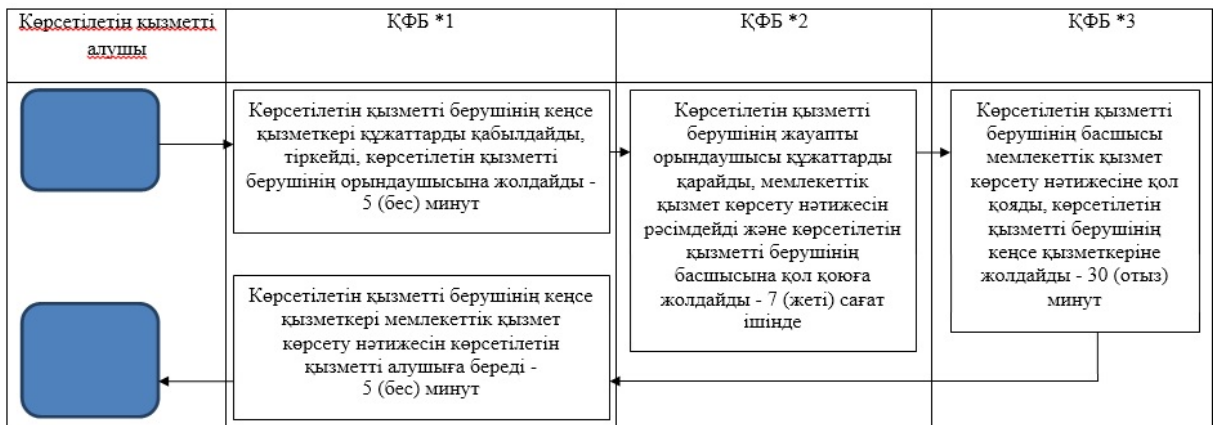 Көрсетілетін қызметті
алушы
ҚФБ *1
ҚФБ *2
ҚФБ *3
Көрсетілетін қызметті берушінің кеңсе
қызметкері құжаттарды қабылдайды,
тіркейді, көрсетілетін қызметті
берушінің орындаушысына жолдайды -
5 (бес) минут
Көрсетілетін қызметті
берушінің жауапты
орындаушысы құжаттарды
қарайды, мемлекеттік
қызмет көрсету нәтижесін
рәсімдейді және көрсетілетін
қызметті берушінің
басшысына қол қоюға
жолдайды - 7 (жеті) сағат
ішінде
Көрсетілетін қызметті
берушінің басшысы
мемлекеттік қызмет
көрсету нәтижесіне қол
қояды, көрсетілетін
қызметті берушінің
кеңсе қызметкеріне
жолдайды - 30 (отыз)
минут
Көрсетілетін қызметті берушінің кеңсе
қызметкері мемлекеттік қызмет
көрсету нәтижесін көрсетілетін
қызметті алушыға береді -
5 (бес) минут